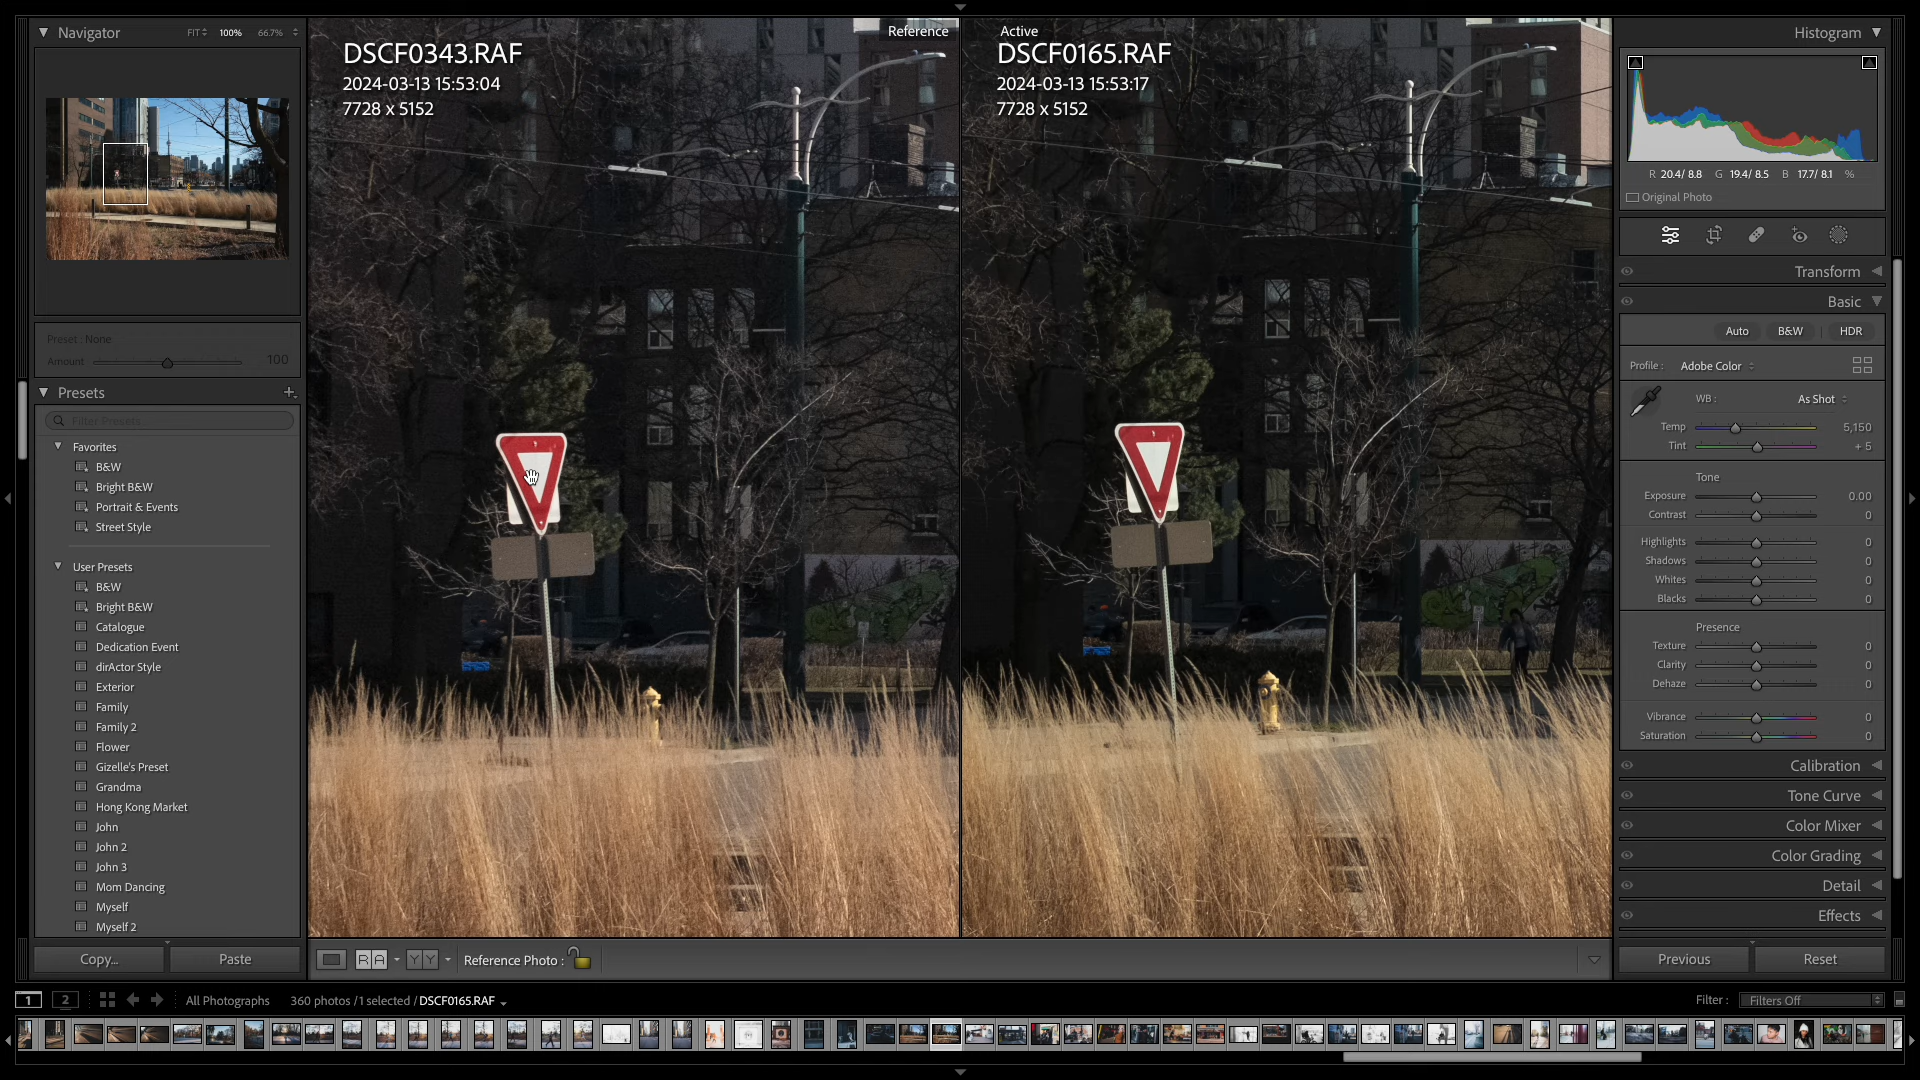 Navigator
FIT
100%
66.7%
Preset : None
Amount
100
Presets
Filter Presets
Favorites
B&W
Bright B&W
Portrait & Events
Street Style
User Presets
B&W
Bright B&W
Catalogue
Dedication Event
dirActor Style
Exterior
Family
Family 2
Flower
Gizelle's Preset
Grandma
Hong Kong Market
John
John 2
John 3
Mom Dancing
Myself
Myself 2
Copy...
Paste
Reference
DSCF0343.RAF
2024-03-13 15:53:04
7728 x 5152
Active
DSCF0165.RAF
2024-03-13 15:53:17
7728 x 5152
R A
Y Y
Reference Photo :
Histogram
R 20.4/ 8.8 G 19.4/ 8.5 B 17.7/ 8.1 %
Original Photo
Transform
Basic
Auto
B&W
HDR
Profile : Adobe Color
WB : As Shot
Temp 5,150
Tint + 5
Tone
Exposure 0.00
Contrast 0
Highlights 0
Shadows 0
Whites 0
Blacks 0
Presence
Texture 0
Clarity 0
Dehaze 0
Vibrance 0
Saturation 0
Calibration
Tone Curve
Color Mixer
Color Grading
Detail
Effects
Previous
Reset
1
2
All Photographs
360 photos /1 selected /DSCF0165.RAF
Filter :
Filters Off